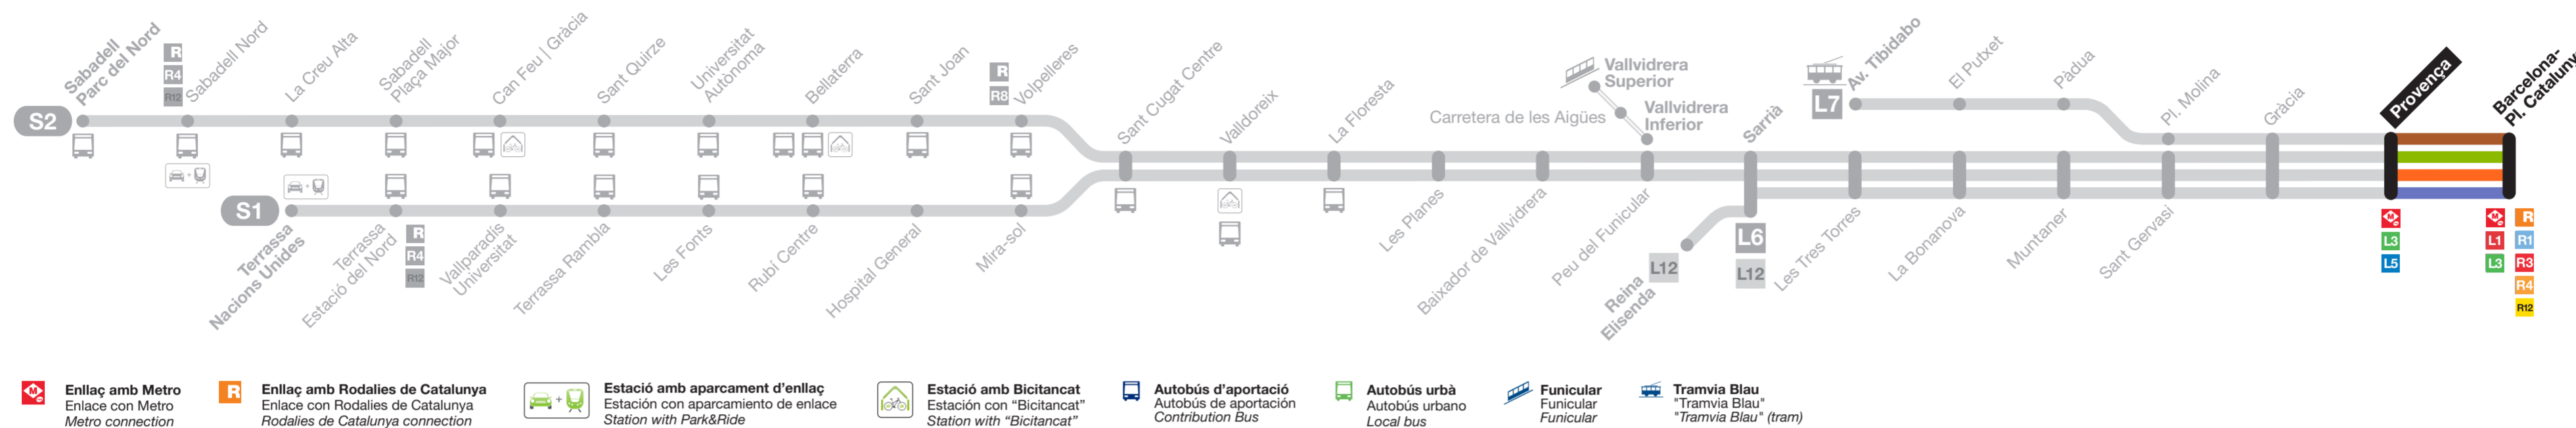 Sabadell
Parc del Nord
R
R4
R12
Sabadell Nord
La Creu Alta
Sabadell
Plaça Major
Can Feu | Gràcia
Sant Quirze
Universitat
Autònoma
Bellaterra
Sant Joan
R
R8
Volpelleres
Sant Cugat Centre
Valldoreix
La Floresta
Carretera de les Aigües
Vallvidrera
Superior
Vallvidrera
Inferior
Sarrià
L7
Av. Tibidabo
El Putxet
Pàdua
Pl. Molina
Gràcia
Provença
Barcelona-
Pl. Cataluny
S2
S1
Terrassa
Nacions Unides
Terrassa
Estació del Nord
R
R4
R12
Vallparadís
Universitat
Terrassa Rambla
Les Fonts
Rubí Centre
Hospital General
Mira-sol
Les Planes
Baixador de Vallvidrera
Peu del Funicular
Reina
Elisenda
L12
L6
L12
Les Tres Torres
La Bonanova
Muntaner
Sant Gervasi
M
L3
L5
M
L1
L3
R
R1
R3
R4
R12
M
Enllaç amb Metro
Enlace con Metro
Metro connection
R
Enllaç amb Rodalies de Catalunya
Enlace con Rodalies de Catalunya
Rodalies de Catalunya connection
Estació amb aparcament d’enllaç
Estación con aparcamiento de enlace
Station with Park&Ride
Estació amb Bicitancat
Estación con “Bicitancat”
Station with “Bicitancat”
Autobús d’aportació
Autobús de aportación
Contribution Bus
Autobús urbà
Autobús urbano
Local bus
Funicular
Funicular
Funicular
Tramvia Blau
"Tramvia Blau"
"Tramvia Blau" (tram)